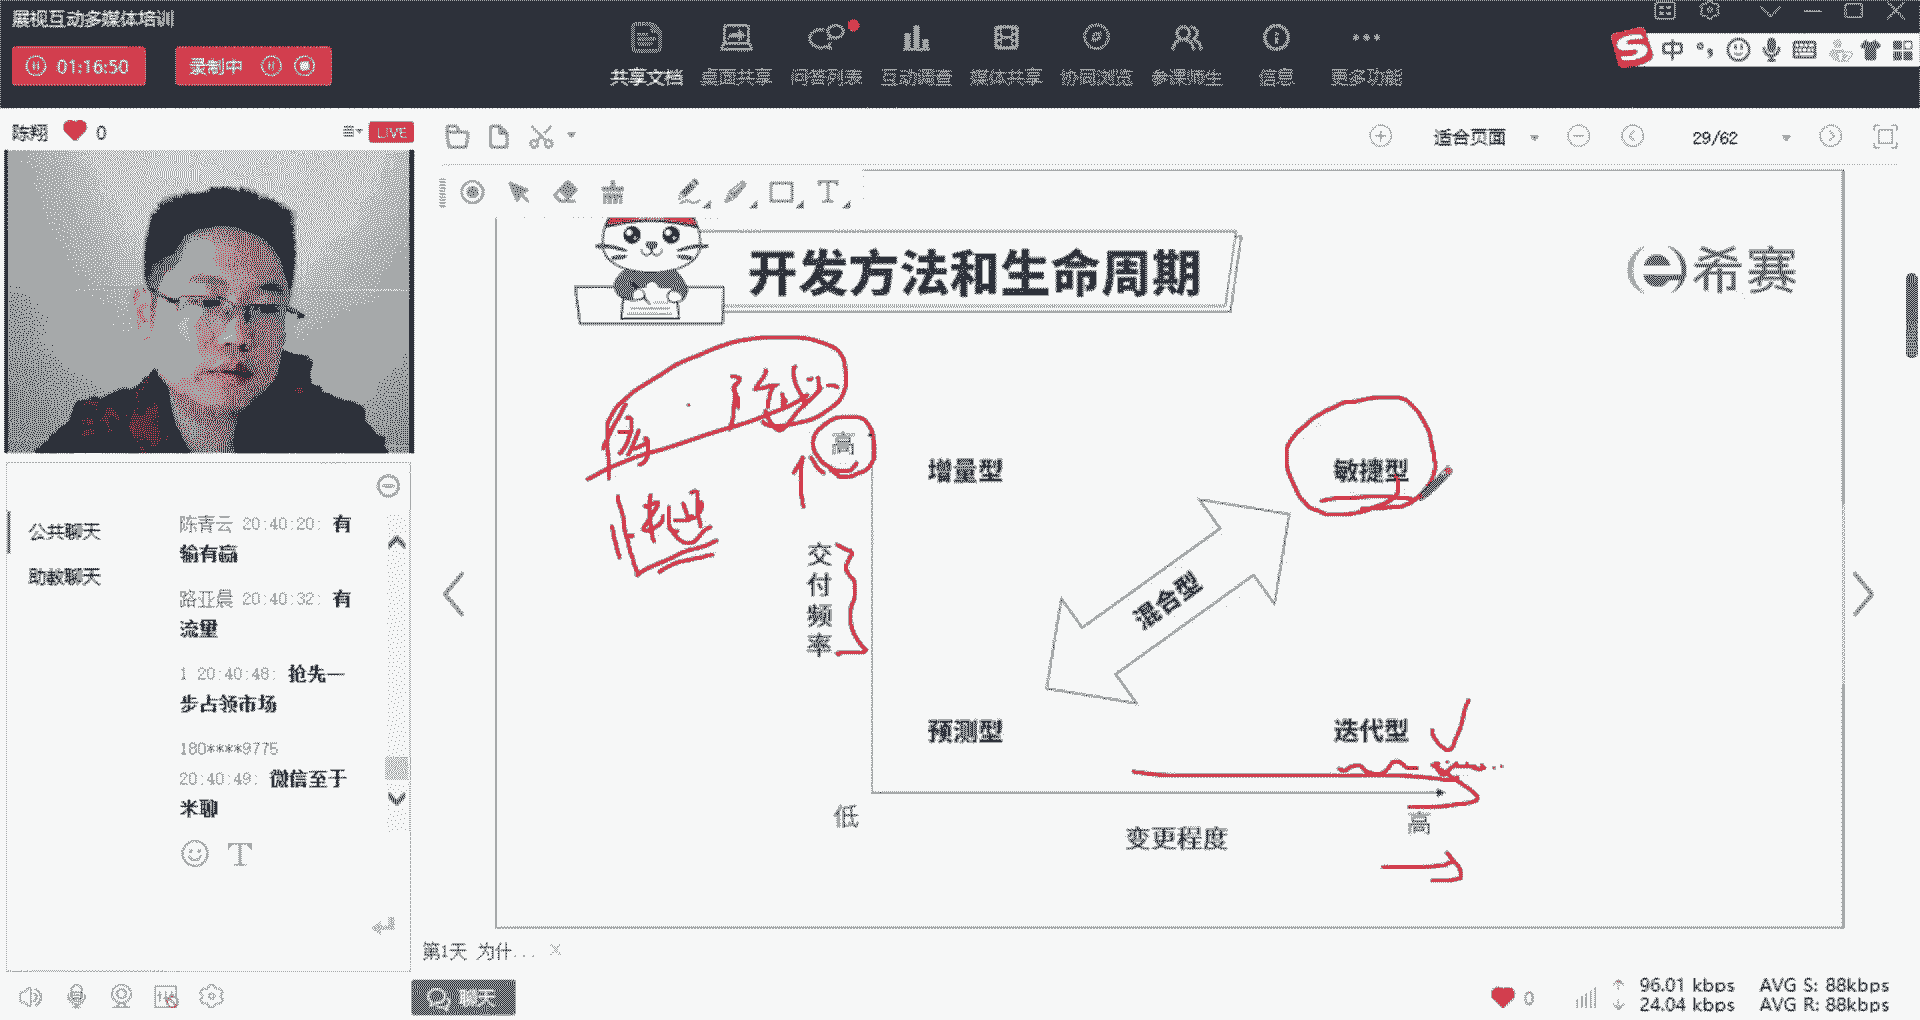 展视互动多媒体培训
01:16:50
录制中
共享文档 桌面共享 问答列表 互动调查 媒体共享 协同浏览 参课师生 信息 更多功能
中
陈翔 0
LIVE
适合页面
29/62
T
开发方法和生命周期
希赛
高
增量型
敏捷型
交付频率
混合型
预测型
迭代型
低
高
变更程度
公共聊天
助教聊天
陈青云 20:40:20: 有
输有赢
路亚晨 20:40:32: 有
流量
1 20:40:48: 抢先一
步占领市场
180****9775
20:40:49: 微信至于
米聊
T
第1天 为什...
聊天
0
96.01 kbps AVG S: 88kbps
24.04 kbps AVG R: 88kbps